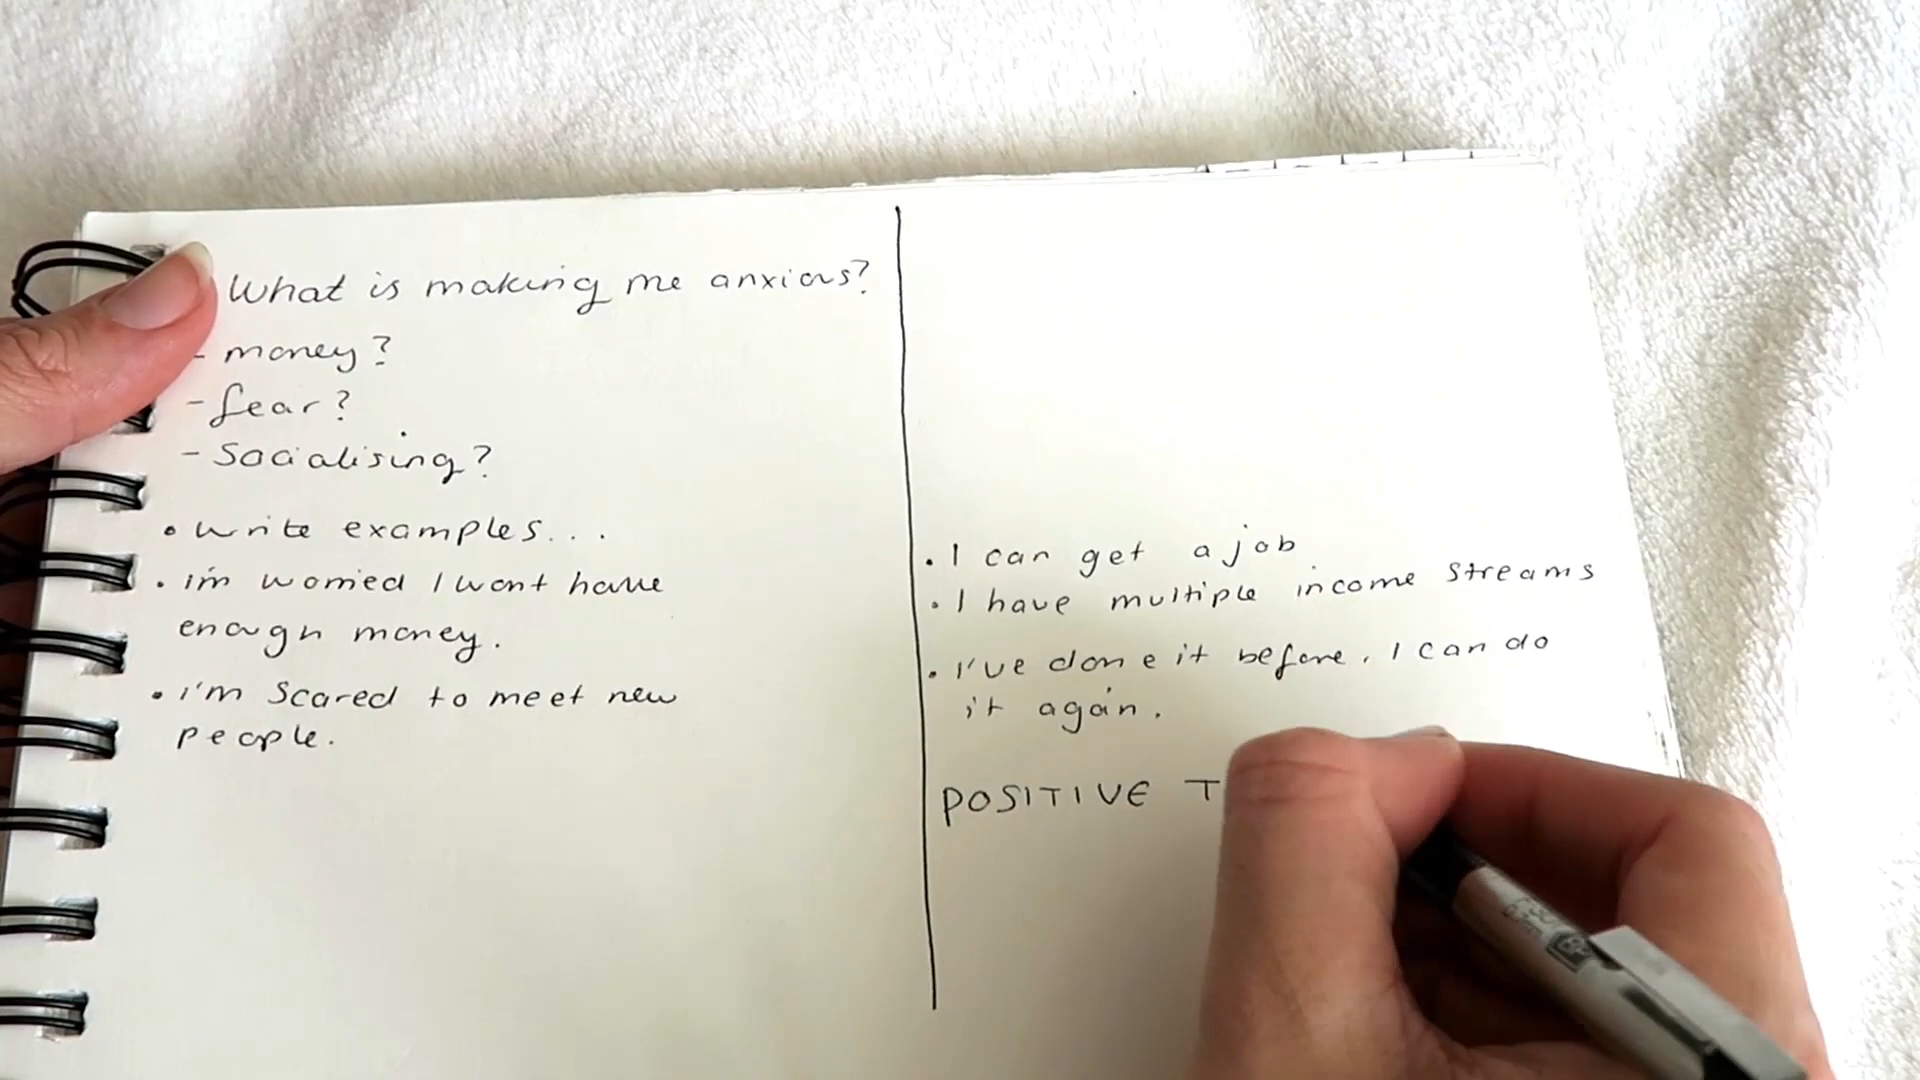 What is making me anxious?
- money?
- fear?
- Socialising?
• write examples...
• i'm worried I wont have
enough money.
• i'm scared to meet new
people.
• I can get a job
• I have multiple income streams
• I've done it before, I can do
it again.
POSITIVE T